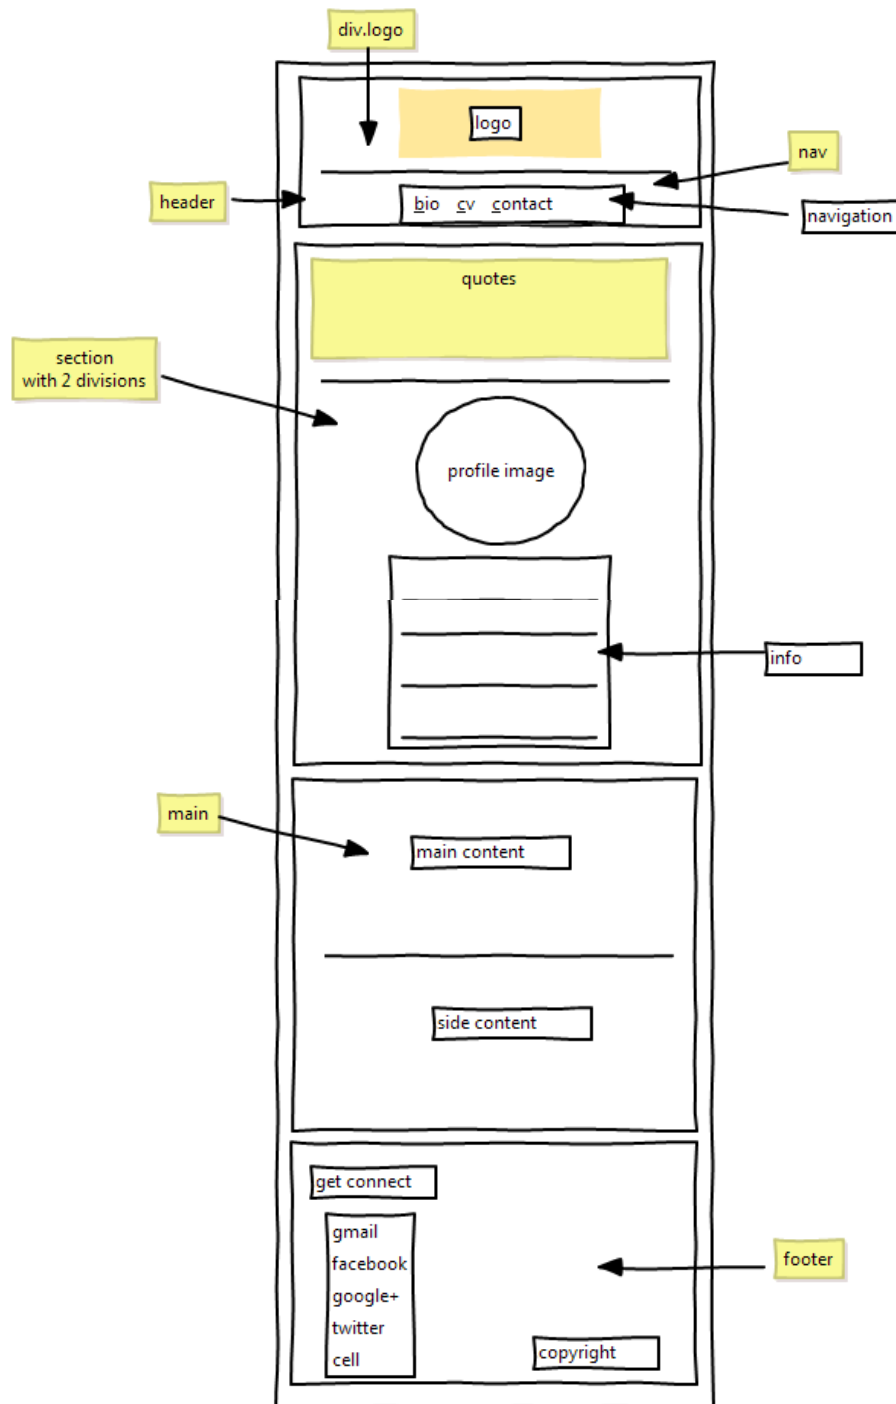 div.logo
logo
nav
header
bio cv contact
navigation
quotes
section
with 2 divisions
profile image
info
main
main content
side content
get connect
gmail
facebook
google+
twitter
cell
footer
copyright